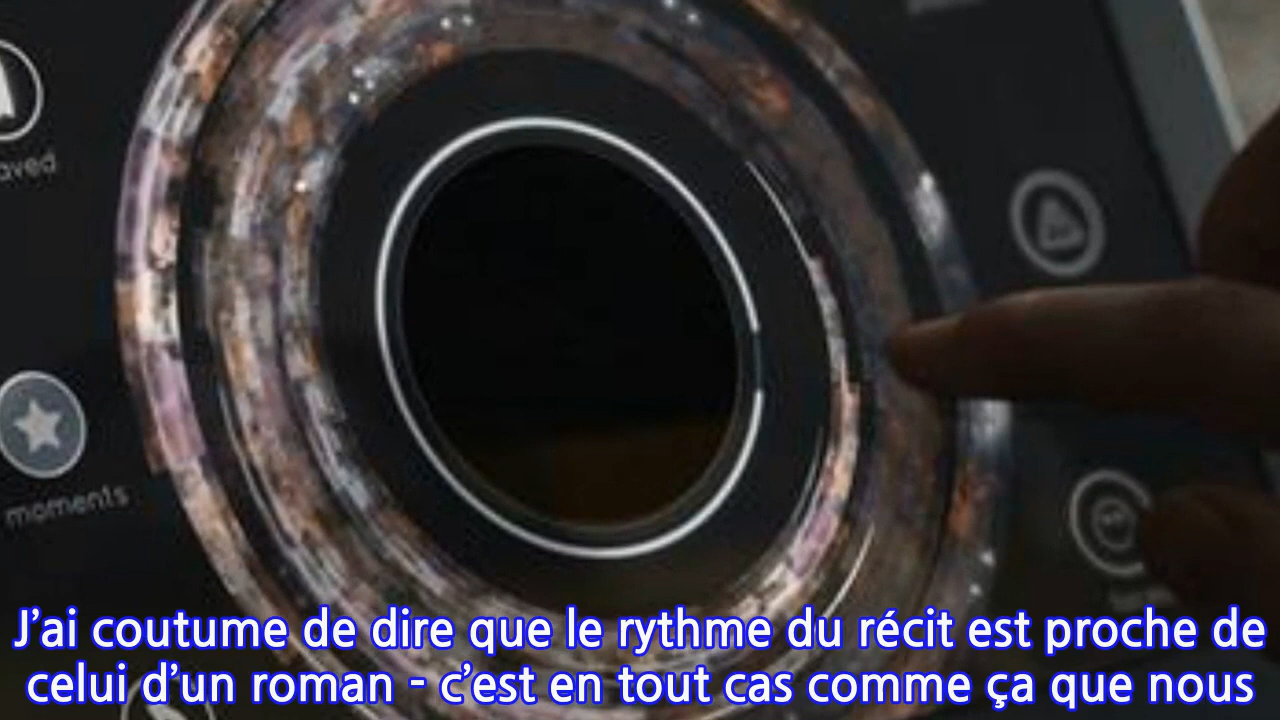 aved
moments
J’ai coutume de dire que le rythme du récit est proche de
celui d’un roman - c’est en tout cas comme ça que nous